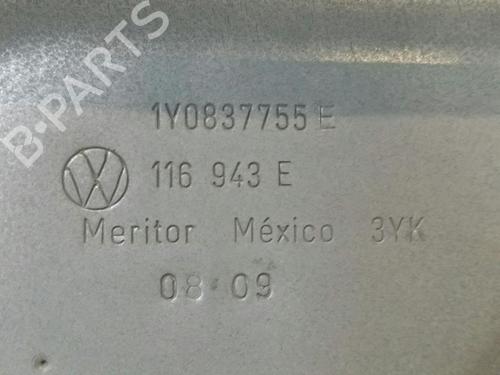 B-PARTS
1Y0837755 E
116 943 E
Meritor México 3YK
08 09